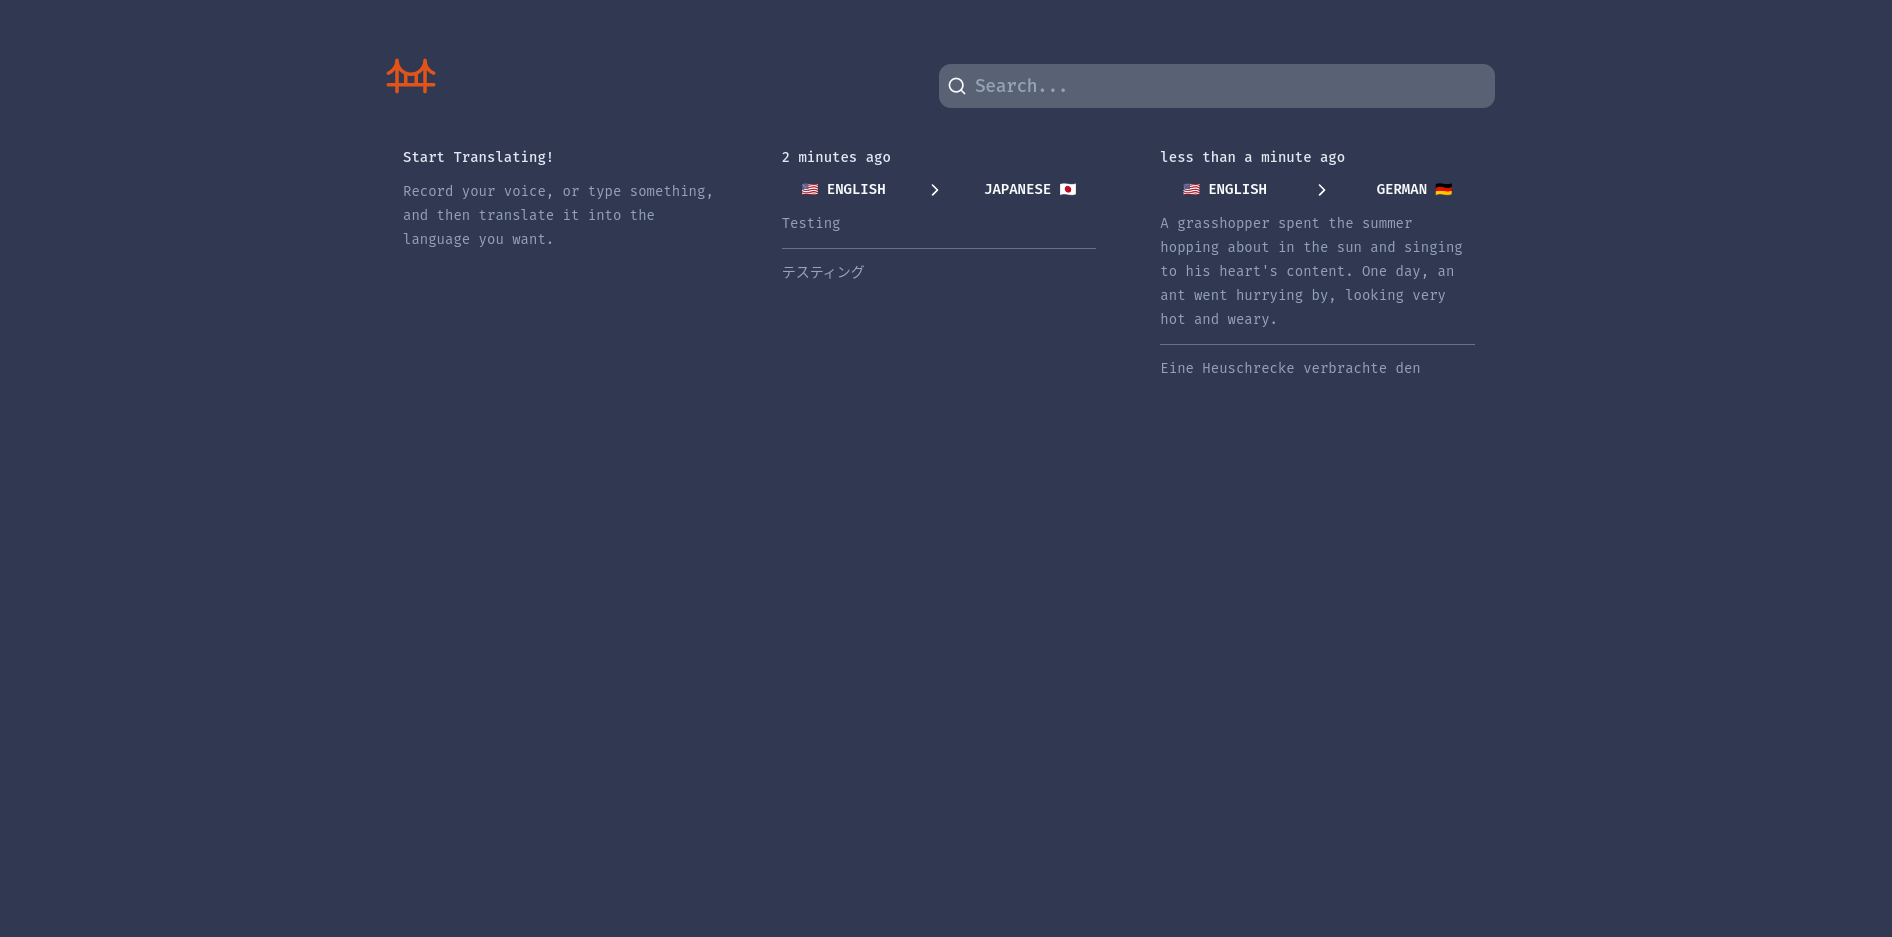 Search...
Start Translating!
Record your voice, or type something,
and then translate it into the
language you want.
2 minutes ago
🇺🇸 ENGLISH > JAPANESE 🇯🇵
Testing
テスティング
less than a minute ago
🇺🇸 ENGLISH > GERMAN 🇩🇪
A grasshopper spent the summer
hopping about in the sun and singing
to his heart's content. One day, an
ant went hurrying by, looking very
hot and weary.
Eine Heuschrecke verbrachte den